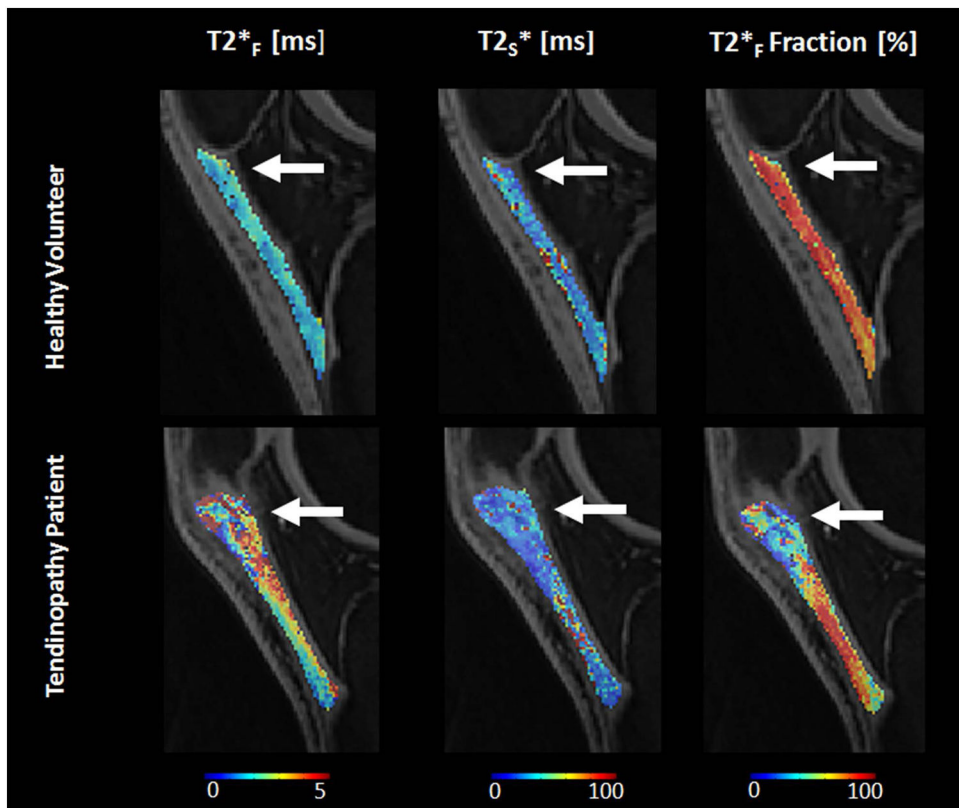 T2*F [ms] T2S* [ms] T2*F Fraction [%]
Healthy Volunteer
Tendinopathy Patient
0 5 0 100 0 100